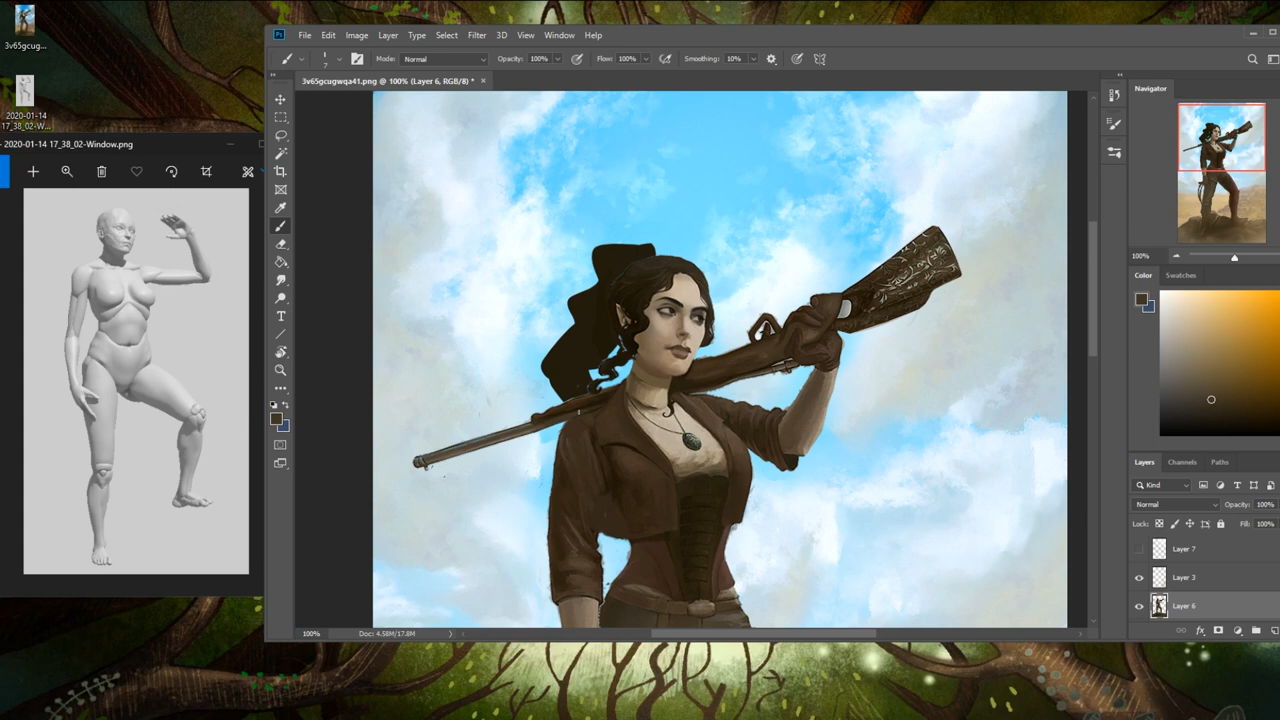 3v65gcug...
2020-01-14
17_38_02-W...
- 2020-01-14 17_38_02-Window.png
Ps File Edit Image Layer Type Select Filter 3D View Window Help
7 Mode: Normal Opacity: 100% Flow: 100% Smoothing: 10%
3v65gcugwqa41.png @ 100% (Layer 6, RGB/8) * ×
Navigator
100%
Color Swatches
Layers Channels Paths
Kind
Normal Opacity: 100%
Lock: Fill: 100%
Layer 7
Layer 3
Layer 6
100% Doc: 4.58M/17.8M